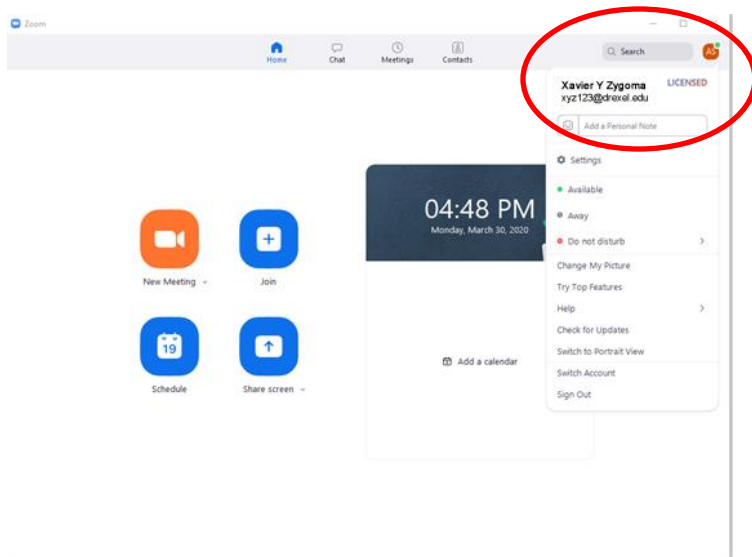 Zoom
Home Chat Meetings Contacts
Search
AS
Xavier Y Zygoma LICENSED
xyz123@drexel.edu
Add a Personal Note
Settings
Available
Away
Do not disturb
Change My Picture
Try Top Features
Help
Check for Updates
Switch to Portrait View
Switch Account
Sign Out
04:48 PM
Monday, March 30, 2020
New Meeting Join
19
Schedule Share screen
Add a calendar